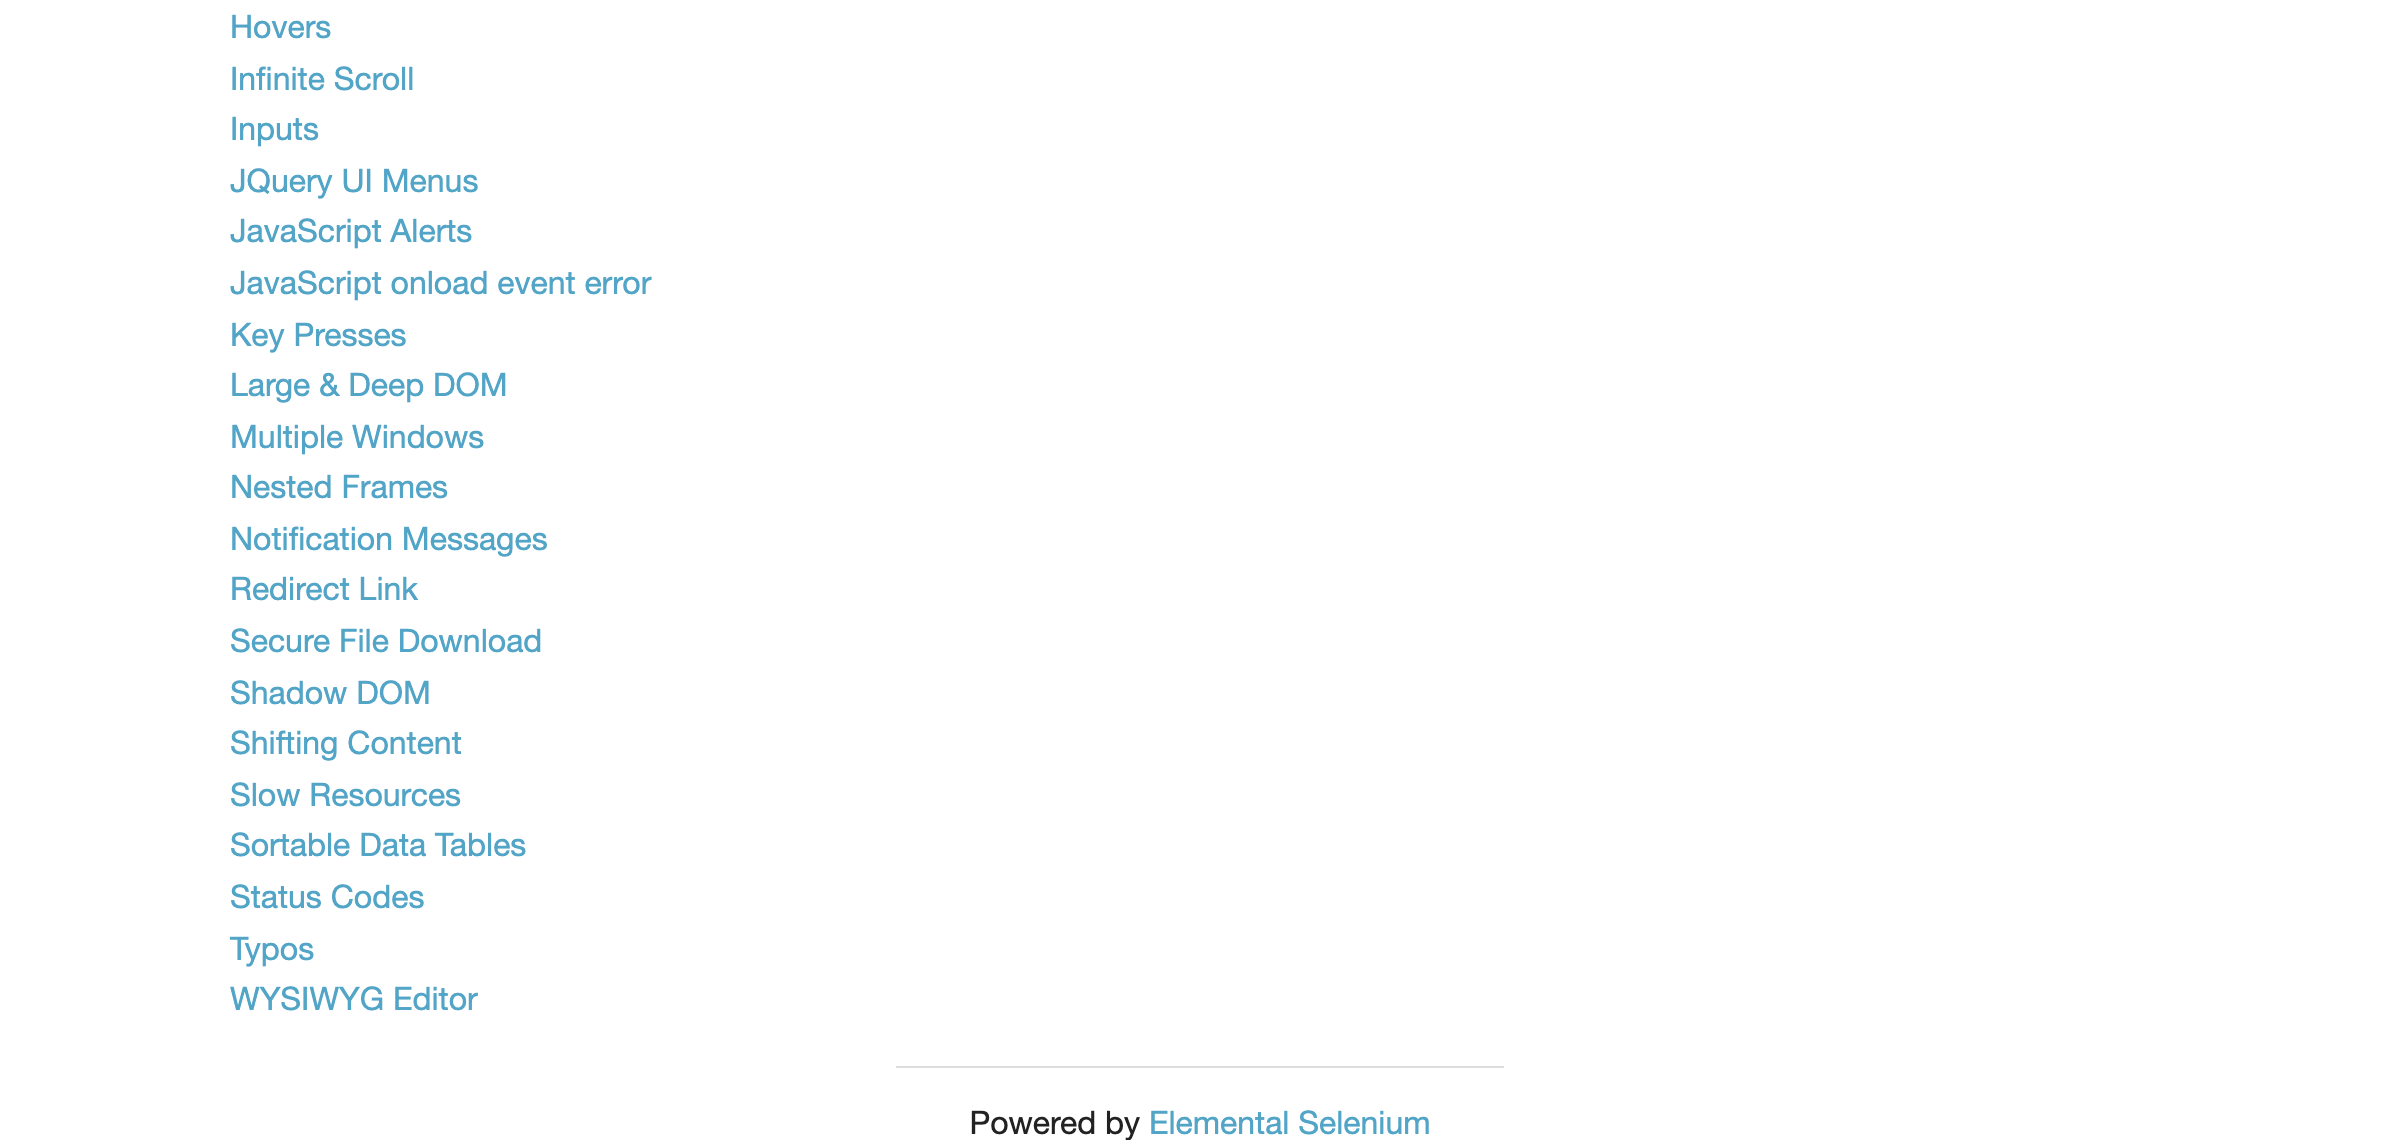 Hovers
Infinite Scroll
Inputs
JQuery UI Menus
JavaScript Alerts
JavaScript onload event error
Key Presses
Large & Deep DOM
Multiple Windows
Nested Frames
Notification Messages
Redirect Link
Secure File Download
Shadow DOM
Shifting Content
Slow Resources
Sortable Data Tables
Status Codes
Typos
WYSIWYG Editor
Powered by Elemental Selenium